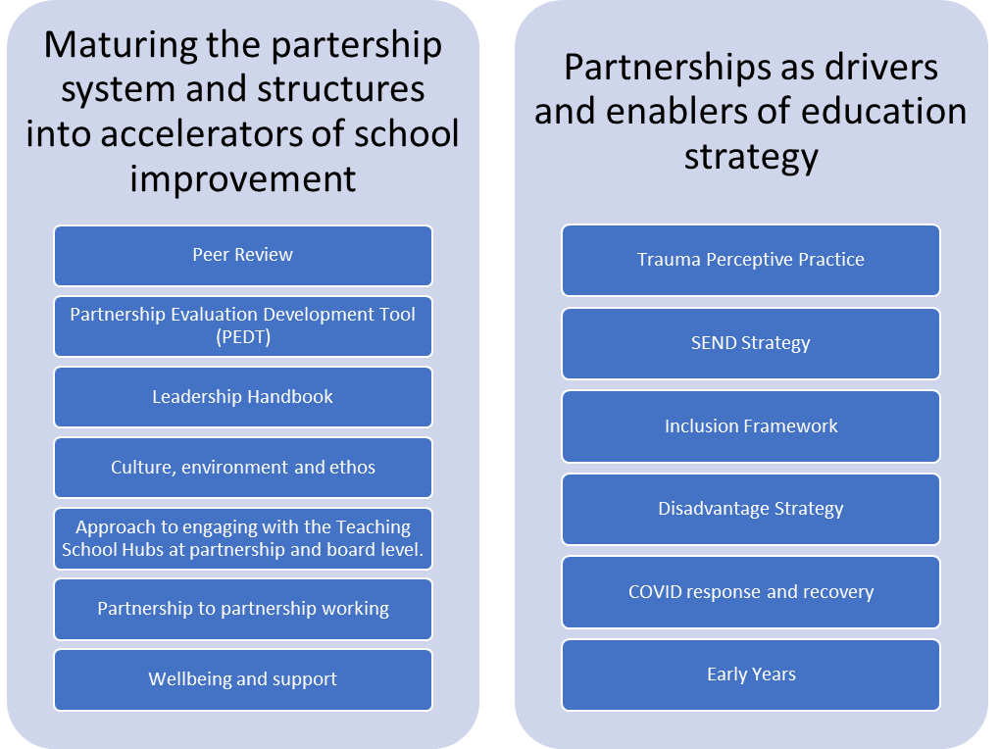 Maturing the partership
system and structures
into accelerators of school
improvement
Peer Review
Partnership Evaluation Development Tool
(PEDT)
Leadership Handbook
Culture, environment and ethos
Approach to engaging with the Teaching
School Hubs at partnership and board level.
Partnership to partnership working
Wellbeing and support
Partnerships as drivers
and enablers of education
strategy
Trauma Perceptive Practice
SEND Strategy
Inclusion Framework
Disadvantage Strategy
COVID response and recovery
Early Years